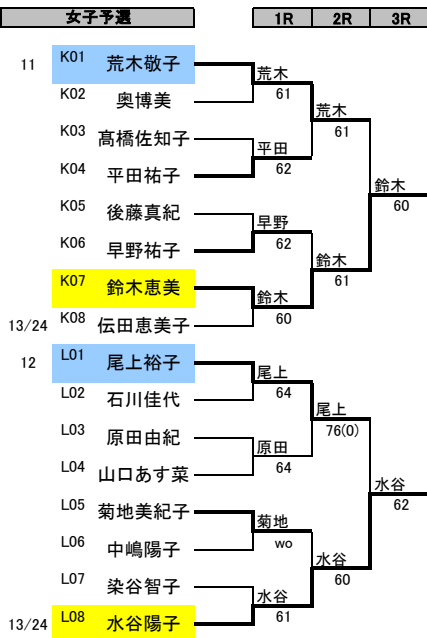 女子予選 1R 2R 3R
11 K01 荒木敬子
荒木
K02 奥博美
61
荒木
K03 髙橋佐知子
61
平田
K04 平田祐子
62
鈴木
60
K05 後藤真紀
早野
K06 早野祐子
62
鈴木
K07 鈴木恵美
61
鈴木
13/24 K08 伝田恵美子
60
12 L01 尾上裕子
尾上
L02 石川佳代
64
尾上
L03 原田由紀
76(0)
原田
L04 山口あす菜
64
水谷
62
L05 菊地美紀子
菊地
L06 中嶋陽子
wo
水谷
L07 染谷智子
60
水谷
13/24 L08 水谷陽子
61